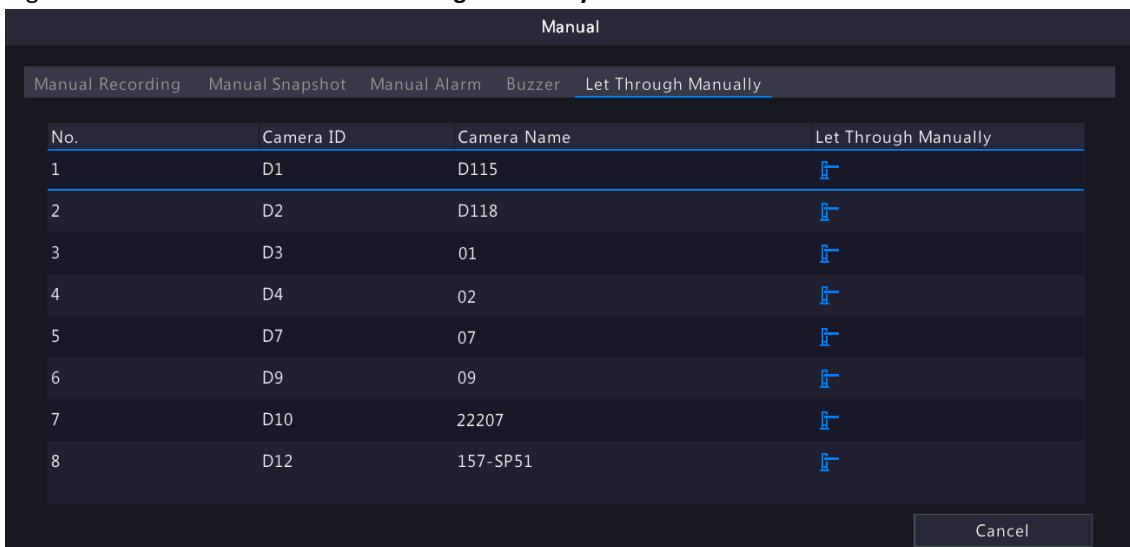 Manual
Manual Recording Manual Snapshot Manual Alarm Buzzer Let Through Manually
No. Camera ID Camera Name Let Through Manually
1 D1 D115
2 D2 D118
3 D3 01
4 D4 02
5 D7 07
6 D9 09
7 D10 22207
8 D12 157-SP51
Cancel